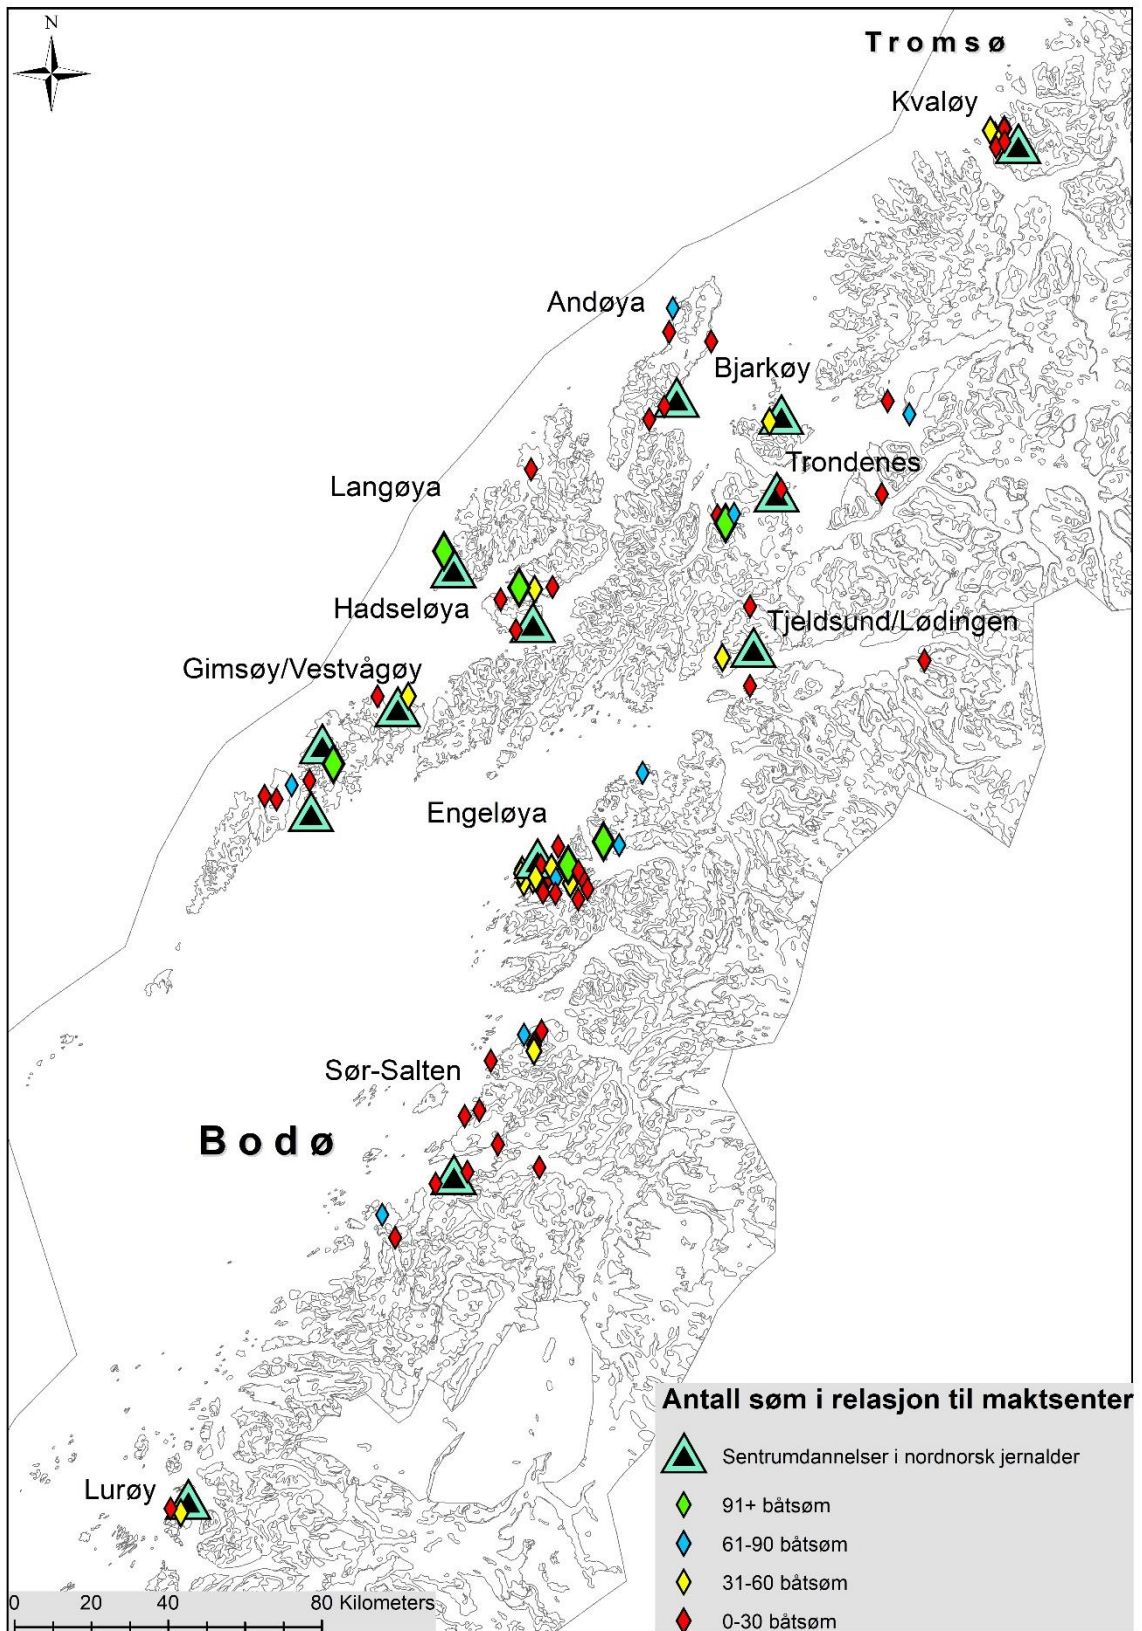 N
Tromsø
Kvaløy
Andøya
Bjarkøy
Trondenes
Langøya
Hadseløya
Tjeldsund/Lødingen
Gimsøy/Vestvågøy
Engeløya
Sør-Salten
Bodø
Lurøy
Antall søm i relasjon til maktsenter
Sentrumdannelser i nordnorsk jernalder
91+ båtsøm
61-90 båtsøm
31-60 båtsøm
0-30 båtsøm
0 20 40 80 Kilometers